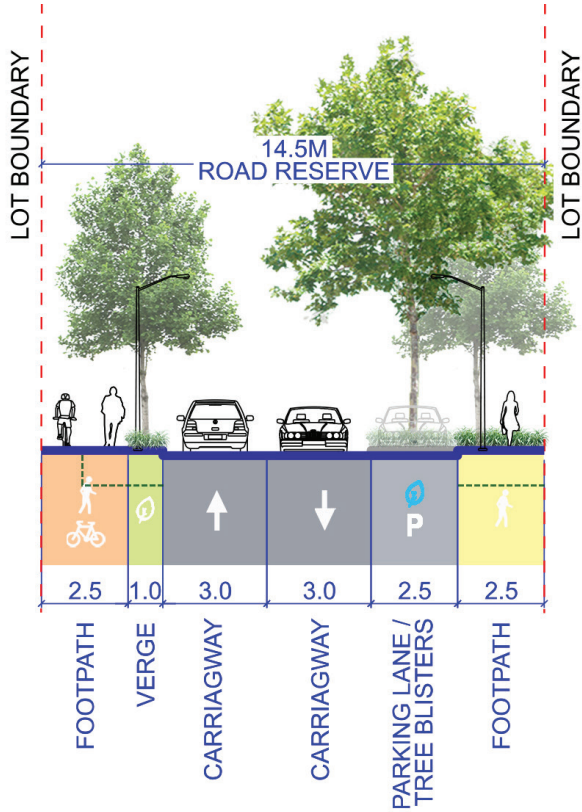 LOT BOUNDARY
14.5M
ROAD RESERVE
LOT BOUNDARY
P
2.5
1.0
3.0
3.0
2.5
2.5
FOOTPATH
VERGE
CARRIAGWAY
CARRIAGWAY
PARKING LANE /
TREE BLISTERS
FOOTPATH